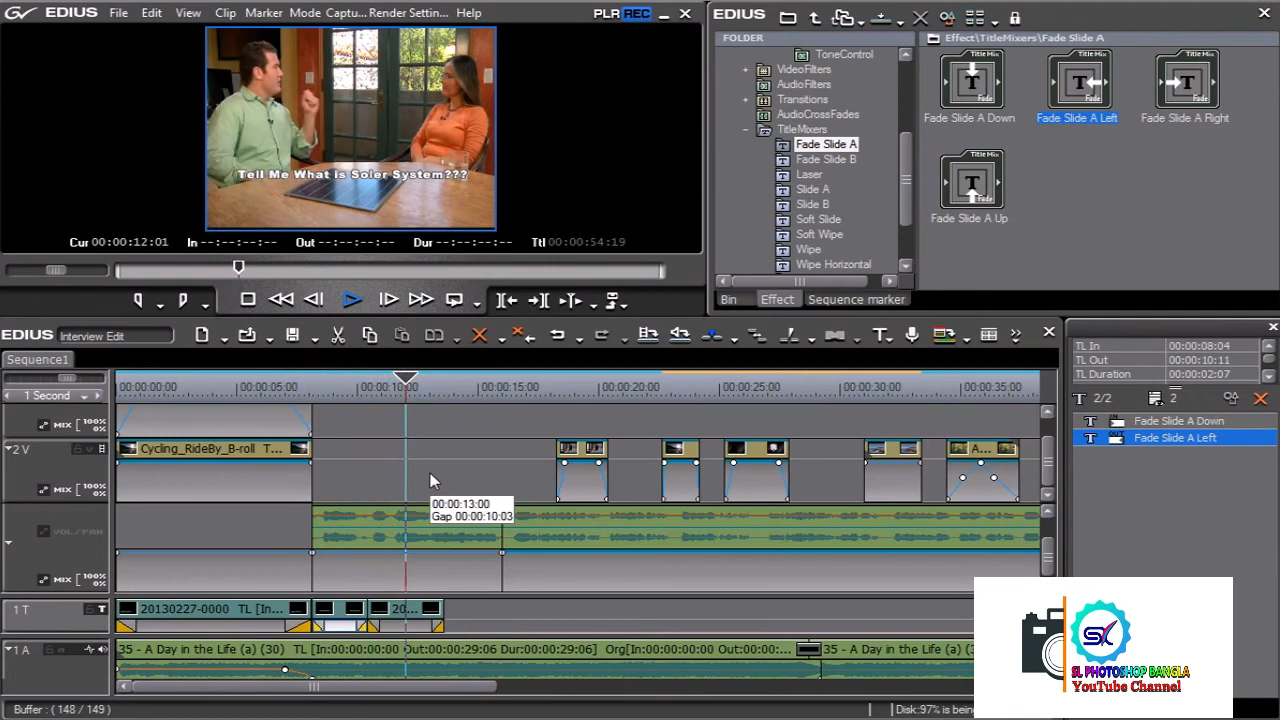 EDIUS File Edit View Clip Marker Mode Captu... Render Settin... Help PLR REC
Tell Me What is Soler System???
Cur 00:00:12:01 In --:--:--:-- Out --:--:--:-- Dur --:--:--:-- Ttl 00:00:54:19
EDIUS
FOLDER
ToneControl
VideoFilters
AudioFilters
Transitions
AudioCrossFades
TitleMixers
Fade Slide A
Fade Slide B
Laser
Slide A
Slide B
Soft Slide
Soft Wipe
Wipe
Wipe Horizontal
Effect\TitleMixers\Fade Slide A
Title Mix Title Mix Title Mix
T T T
Fade Fade Fade
Fade Slide A Down Fade Slide A Left Fade Slide A Right
Title Mix
T
Fade
Fade Slide A Up
Bin Effect Sequence marker
EDIUS Interview Edit
Sequence1
1 Second
00:00:00:00 00:00:05:00 00:00:10:00 00:00:15:00 00:00:20:00 00:00:25:00 00:00:30:00 00:00:35:00
MIX 100% 0%
2 V Cycling_RideBy_B-roll T... A...
MIX 100% 0%
00:00:13:00
Gap 00:00:10:03
VOL/PAN
MIX 100% 0%
1 T 20130227-0000 TL [In... 20...
1 A 35 - A Day in the Life (a) (30) TL [In:00:00:00:00 Out:00:00:29:06 Dur:00:00:29:06] Org[In:00:00:00:00 Out:00:00:... 35 - A Day in the Life (a) (30)
Buffer : ( 148 / 149 )
Disk:97% is being
TL In 00:00:08:04
TL Out 00:00:10:11
TL Duration 00:00:02:07
T 2/2 2
T IN Fade Slide A Down
T OUT Fade Slide A Left
SX
SL PHOTOSHOP BANGLA
YouTube Channel